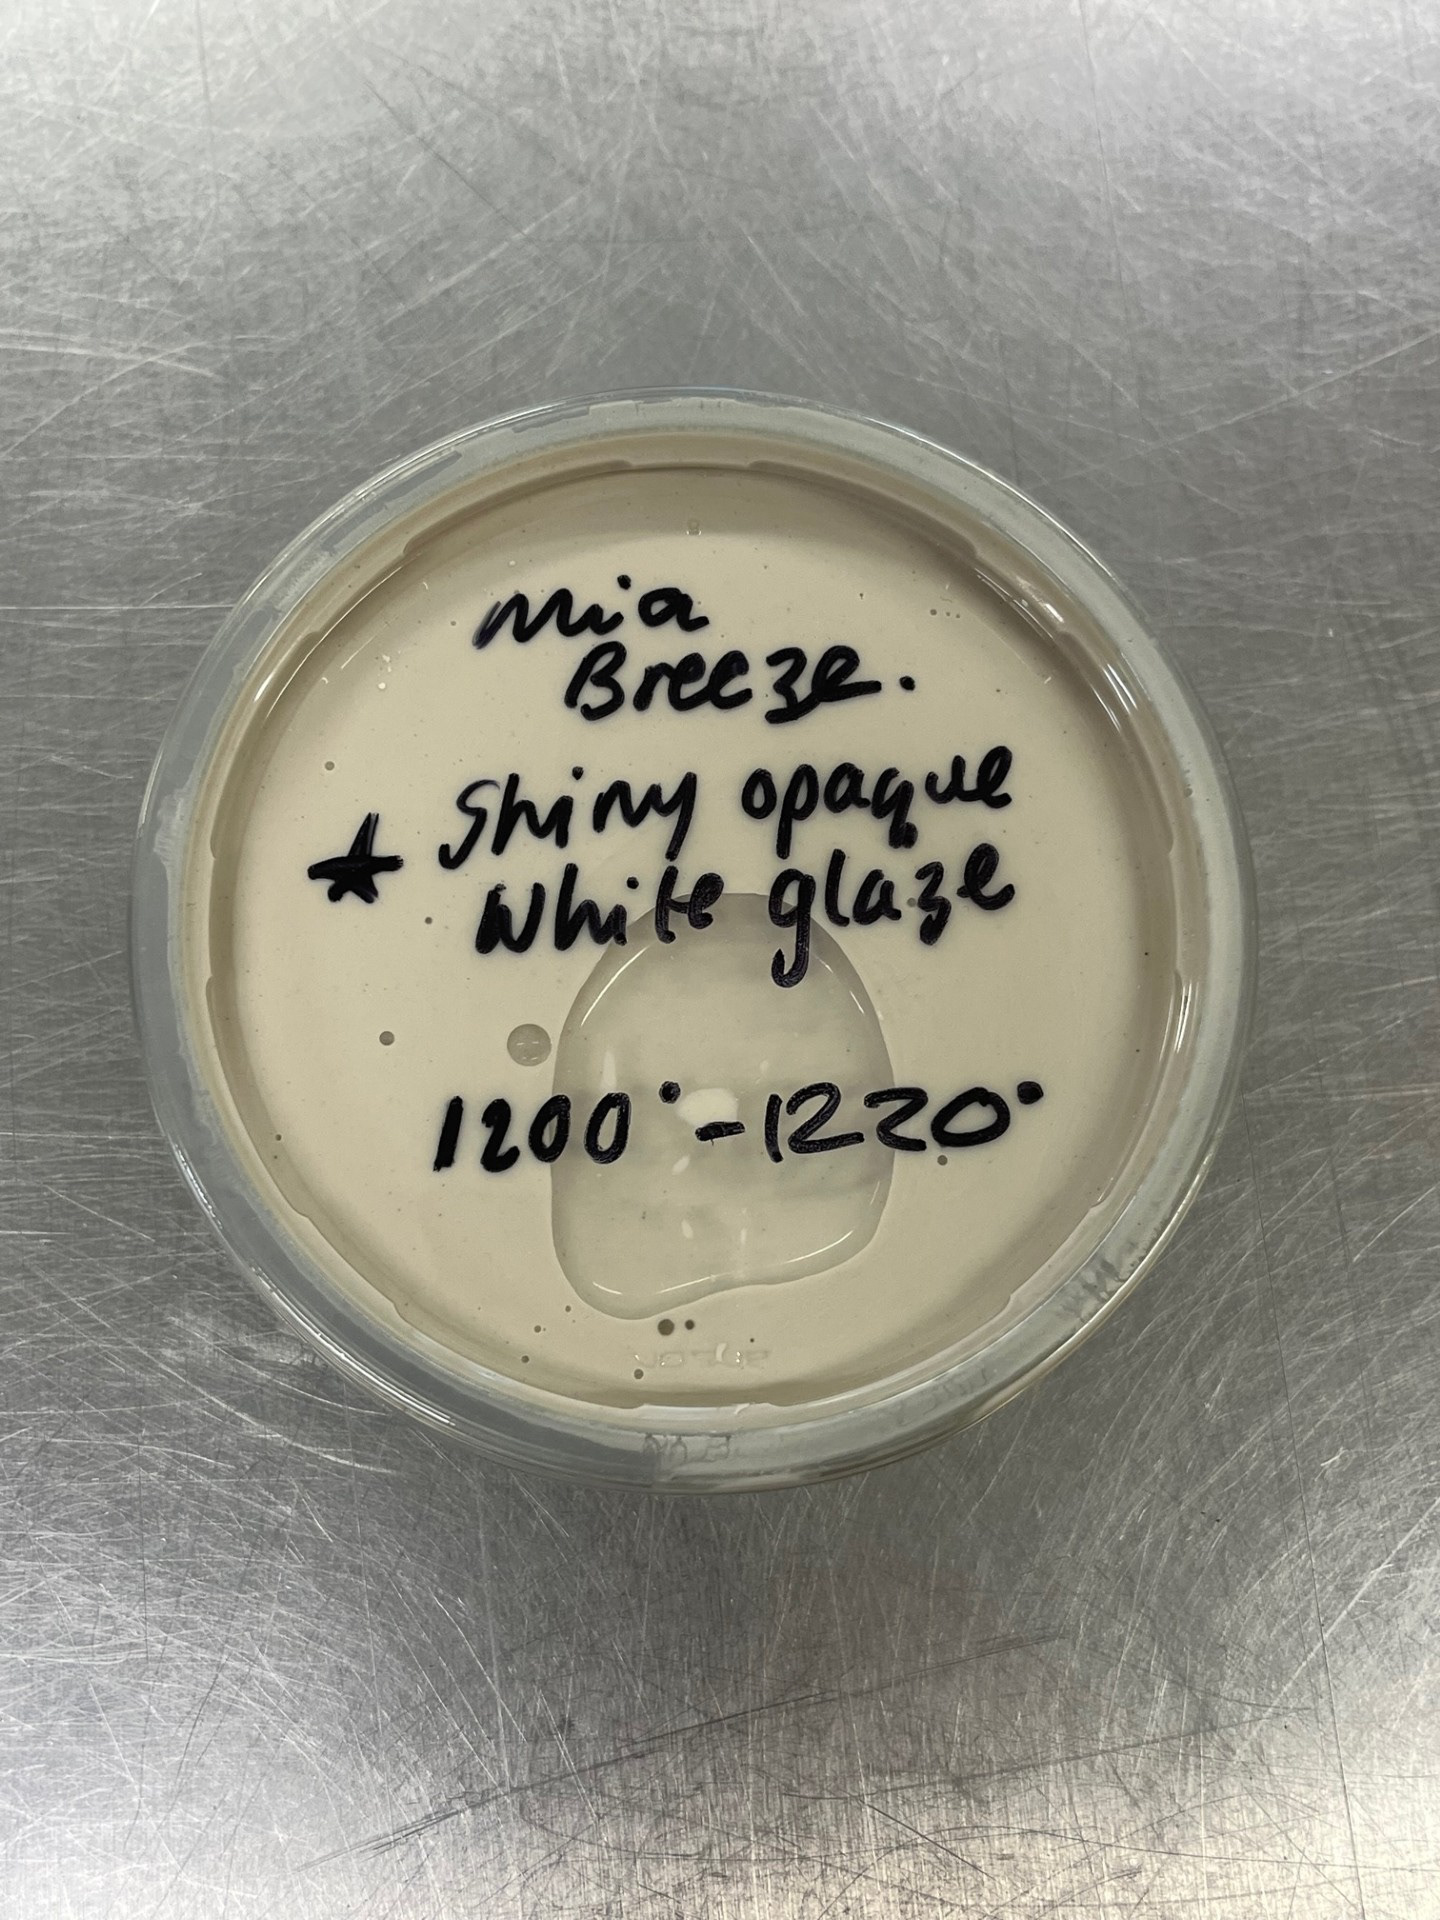 Mia
Breeze.
★ Shiny opaque
White glaze
1200° - 1220°